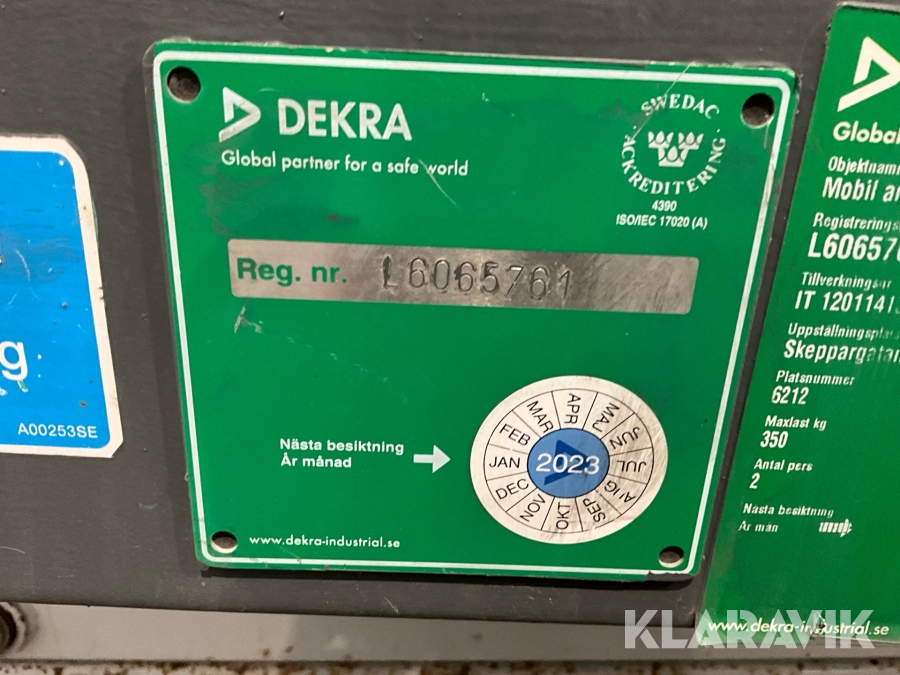 DEKRA
Global partner for a safe world
SWEDAC
ACKREDITERING
4390
ISO/IEC 17020 (A)
Reg. nr. L6065761
Nästa besiktning
År månad
JAN
FEB
MAR
APR
MAJ
JUN
JUL
AUG
SEP
OKT
NOV
DEC
2023
www.dekra-industrial.se
g
A00253SE
Global
Objektnamn
Mobil
Registrerings
L60657
Tillverkningsår
IT 1201141
Uppställningsplats
Skeppargatan
Platsnummer
6212
Maxlast kg
350
Antal pers
2
Nästa besiktning
År mån
www.dekra-industrial.se
KLARAVIK